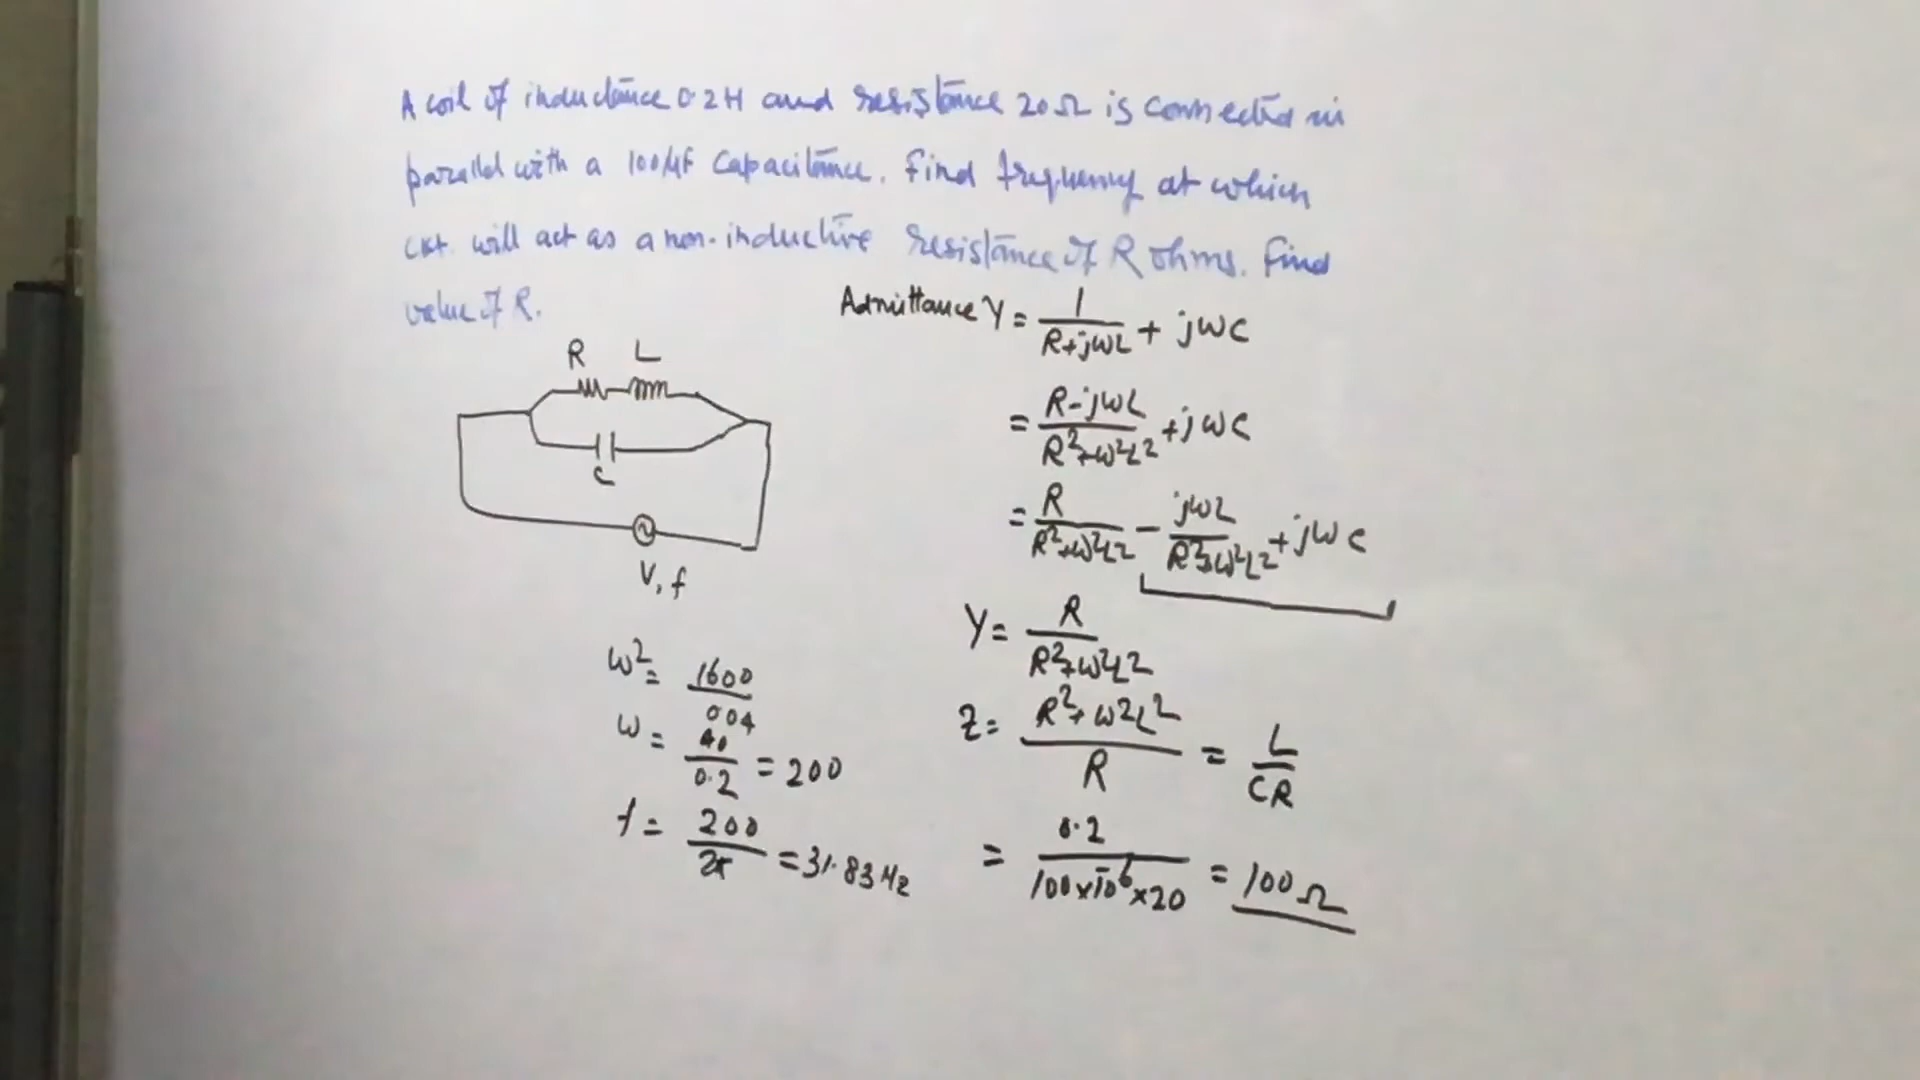 A coil of inductance 0.2H and resistance 20Ω is connected in
parallel with a 100μF capacitance. Find frequency at which
ckt. will act as a non-inductive resistance of R ohms. Find
value of R.
Admittance Y = 1/(R+jωL) + jωC
= (R-jωL)/(R²+ω²L²) + jωC
= R/(R²+ω²L²) - jωL/(R²+ω²L²) + jωC
Y = R/(R²+ω²L²)
Z = (R²+ω²L²)/R = L/CR
= 0.2/(100×10⁻⁶×20) = 100Ω
R L
C
V, f
ω² = 1600/0.04
ω = 40/0.2 = 200
f = 200/2π = 31.83Hz